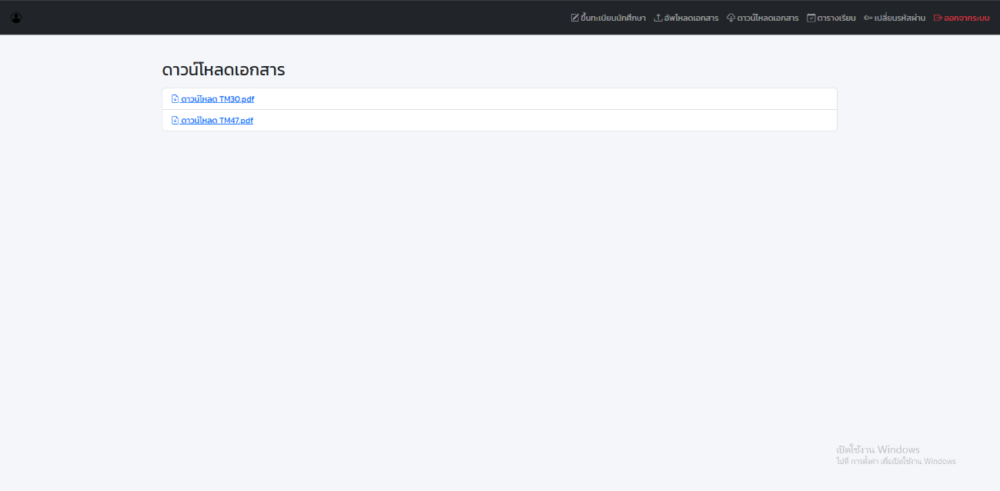 ขึ้นทะเบียนนักศึกษา อัพโหลดเอกสาร ดาวน์โหลดเอกสาร ตารางเรียน เปลี่ยนรหัสผ่าน ออกจากระบบ
ดาวน์โหลดเอกสาร
ดาวน์โหลด TM30.pdf
ดาวน์โหลด TM47.pdf
เปิดใช้งาน Windows
ไปที่ การตั้งค่า เพื่อเปิดใช้งาน Windows